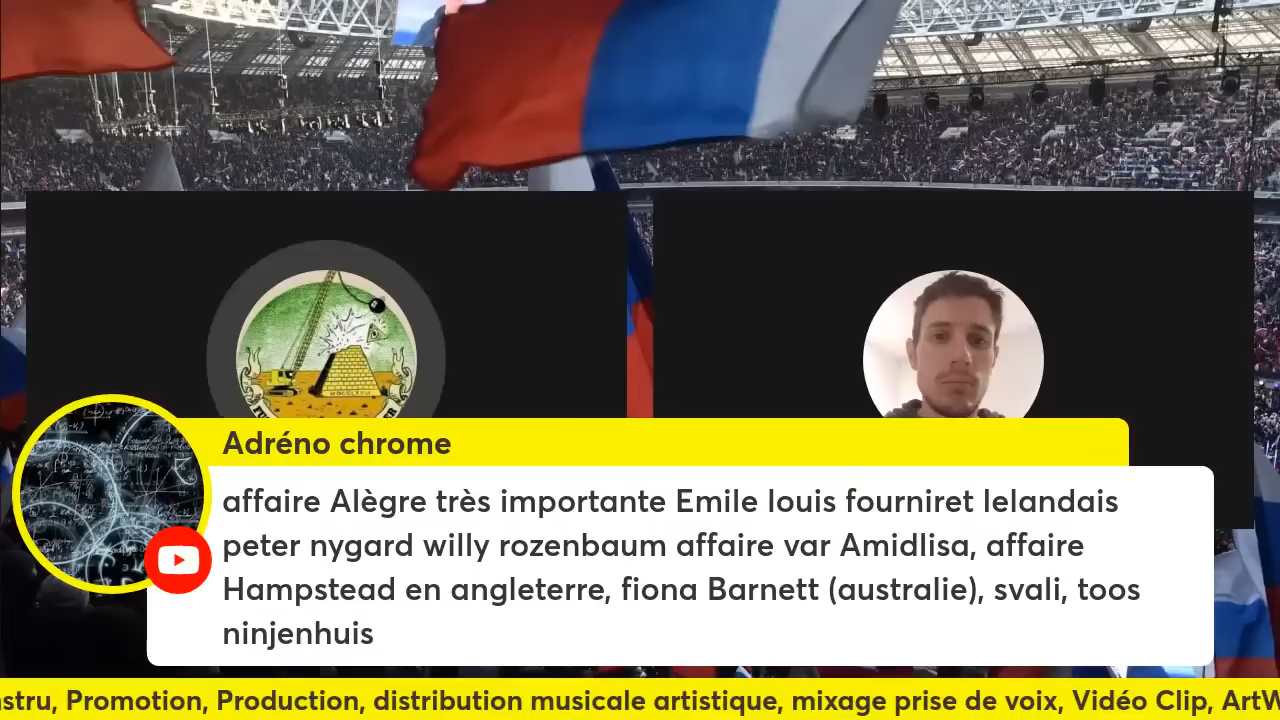 MDCCLXXVI
Adréno chrome
affaire Alègre très importante Emile louis fourniret lelandais
peter nygard willy rozenbaum affaire var Amidlisa, affaire
Hampstead en angleterre, fiona Barnett (australie), svali, toos
ninjenhuis
nstru, Promotion, Production, distribution musicale artistique, mixage prise de voix, Vidéo Clip, ArtW